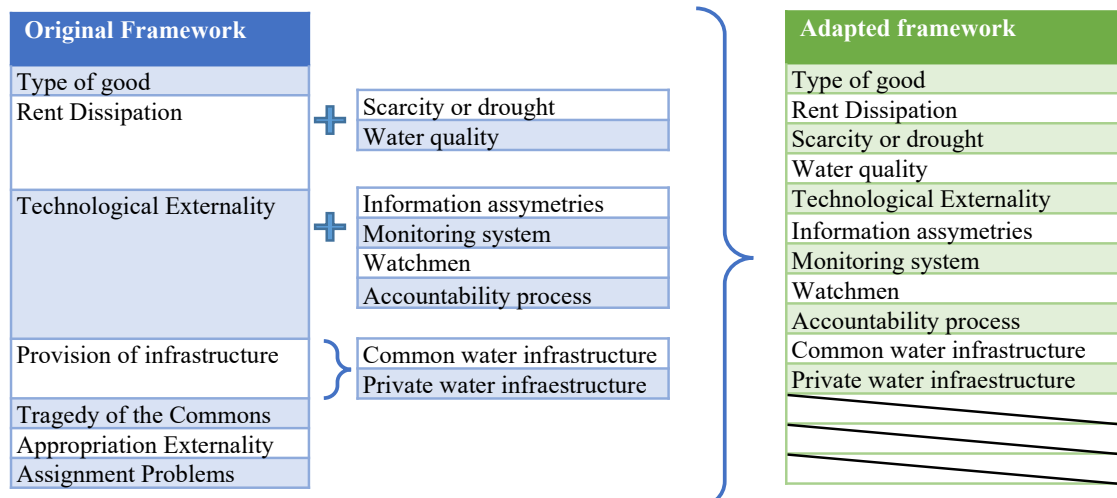 Original Framework
Type of good
Rent Dissipation
Technological Externality
Provision of infrastructure
Tragedy of the Commons
Appropriation Externality
Assignment Problems
Scarcity or drought
Water quality
Information assymetries
Monitoring system
Watchmen
Accountability process
Common water infrastructure
Private water infraestructure
Adapted framework
Type of good
Rent Dissipation
Scarcity or drought
Water quality
Technological Externality
Information assymetries
Monitoring system
Watchmen
Accountability process
Common water infrastructure
Private water infraestructure